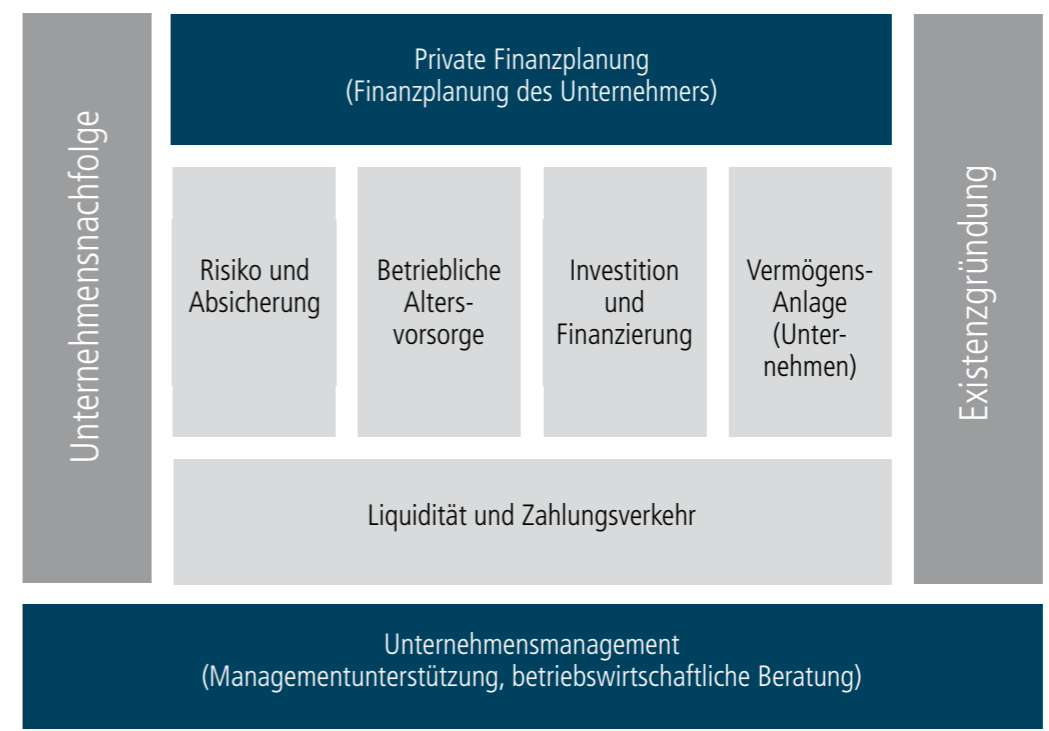 Unternehmensnachfolge
Private Finanzplanung
(Finanzplanung des Unternehmers)
Risiko und
Absicherung
Betriebliche
Alters-
vorsorge
Investition
und
Finanzierung
Vermögens-
Anlage
(Unter-
nehmen)
Liquidität und Zahlungsverkehr
Existenzgründung
Unternehmensmanagement
(Managementunterstützung, betriebswirtschaftliche Beratung)